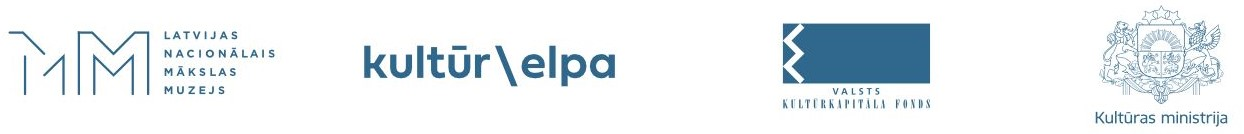 LATVIJAS
NACIONĀLAIS
MĀKSLAS
MUZEJS
kultūr\elpa
VALSTS
KULTŪRKAPITĀLA FONDS
Kultūras ministrija